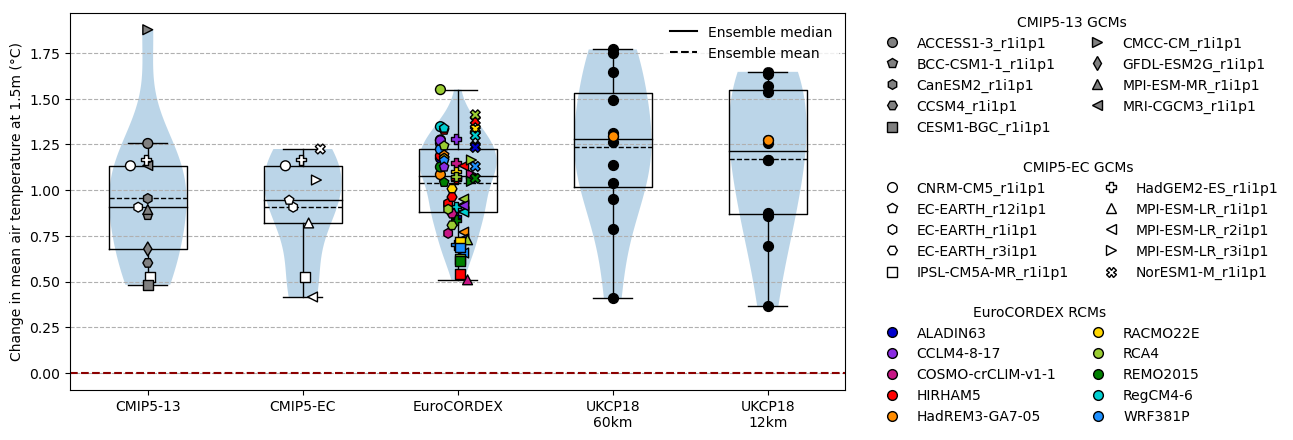 Change in mean air temperature at 1.5m (°C)
1.75
1.50
1.25
1.00
0.75
0.50
0.25
0.00
Ensemble median
Ensemble mean
CMIP5-13
CMIP5-EC
EuroCORDEX
UKCP18
60km
UKCP18
12km
CMIP5-13 GCMs
ACCESS1-3_r1i1p1
BCC-CSM1-1_r1i1p1
CanESM2_r1i1p1
CCSM4_r1i1p1
CESM1-BGC_r1i1p1
CMCC-CM_r1i1p1
GFDL-ESM2G_r1i1p1
MPI-ESM-MR_r1i1p1
MRI-CGCM3_r1i1p1
CMIP5-EC GCMs
CNRM-CM5_r1i1p1
EC-EARTH_r12i1p1
EC-EARTH_r1i1p1
EC-EARTH_r3i1p1
IPSL-CM5A-MR_r1i1p1
HadGEM2-ES_r1i1p1
MPI-ESM-LR_r1i1p1
MPI-ESM-LR_r2i1p1
MPI-ESM-LR_r3i1p1
NorESM1-M_r1i1p1
EuroCORDEX RCMs
ALADIN63
CCLM4-8-17
COSMO-crCLIM-v1-1
HIRHAM5
HadREM3-GA7-05
RACMO22E
RCA4
REMO2015
RegCM4-6
WRF381P